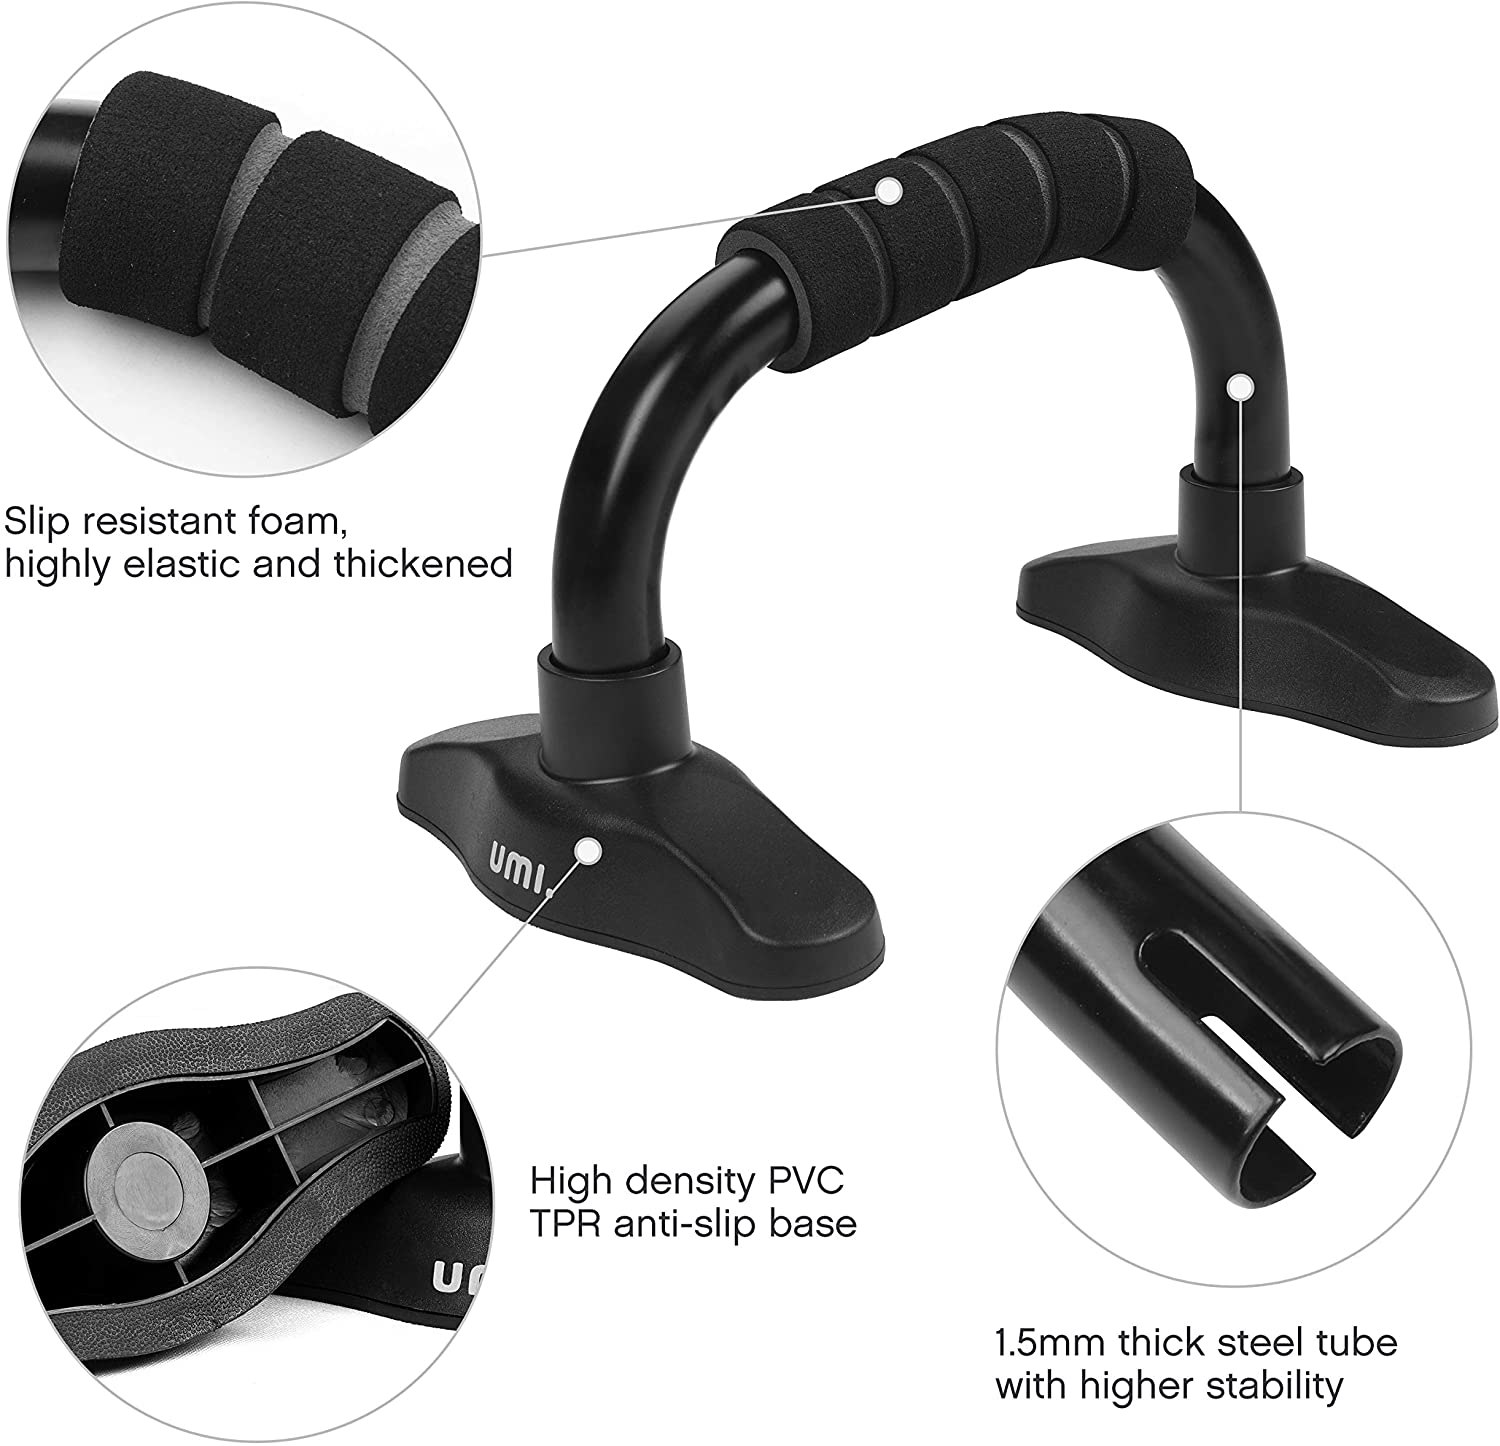 Slip resistant foam,
highly elastic and thickened
umi.
High density PVC
TPR anti-slip base
um
1.5mm thick steel tube
with higher stability